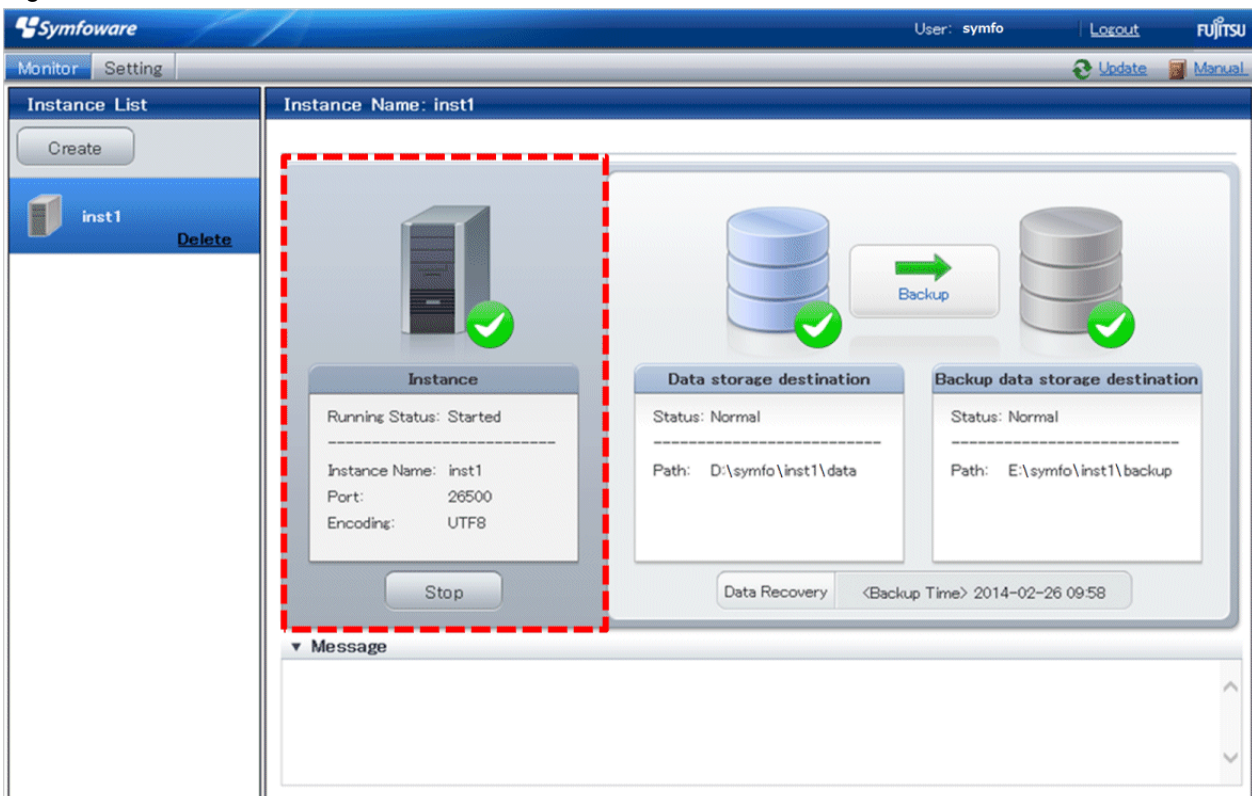 Symfoware
User: symfo
Logout
FUJITSU
Monitor
Setting
Update
Manual
Instance List
Instance Name: inst1
Create
inst1
Delete
Backup
Instance
Running Status: Started
--------------------------
Instance Name: inst1
Port: 26500
Encoding: UTF8
Stop
Data storage destination
Status: Normal
--------------------------
Path: D:\symfo\inst1\data
Backup data storage destination
Status: Normal
--------------------------
Path: E:\symfo\inst1\backup
Data Recovery
<Backup Time> 2014-02-26 09:58
▼ Message